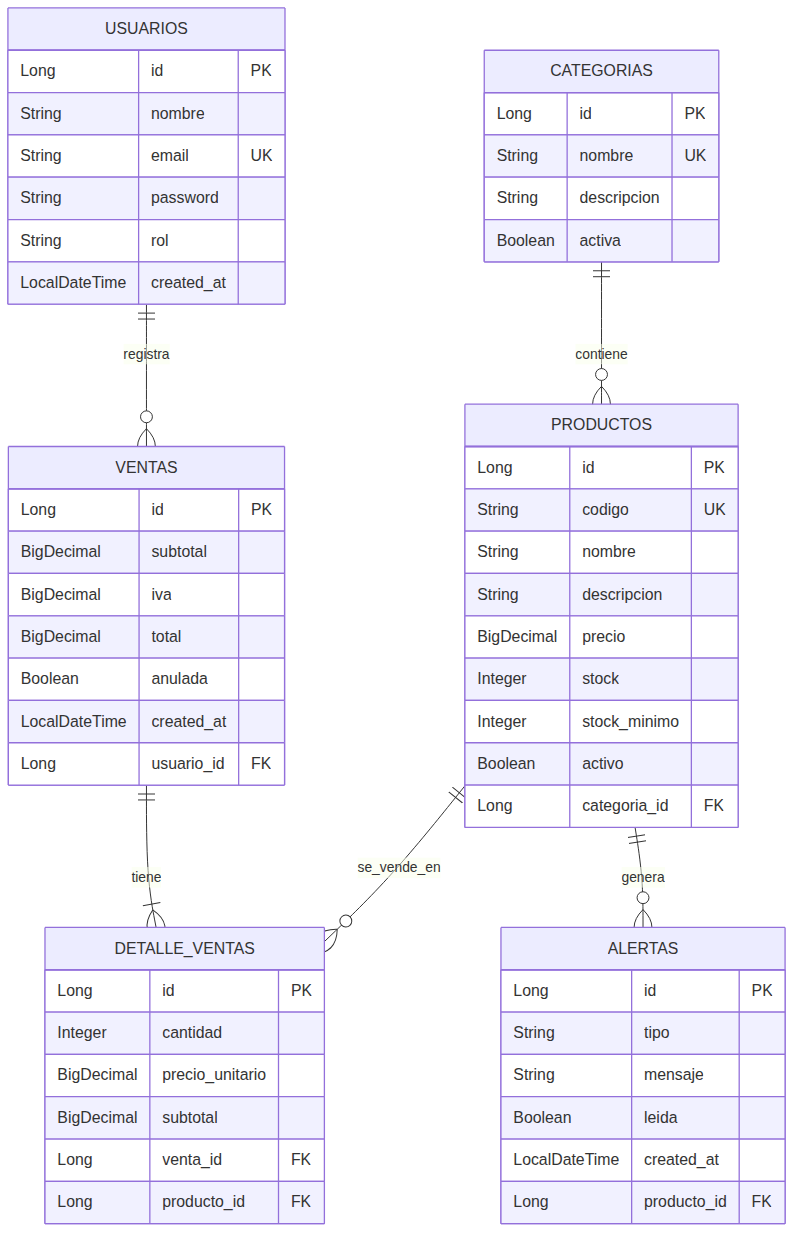 USUARIOS
Long id PK
String nombre
String email UK
String password
String rol
LocalDateTime created_at
CATEGORIAS
Long id PK
String nombre UK
String descripcion
Boolean activa
registra
contiene
VENTAS
Long id PK
BigDecimal subtotal
BigDecimal iva
BigDecimal total
Boolean anulada
LocalDateTime created_at
Long usuario_id FK
PRODUCTOS
Long id PK
String codigo UK
String nombre
String descripcion
BigDecimal precio
Integer stock
Integer stock_minimo
Boolean activo
Long categoria_id FK
tiene
se_vende_en
genera
DETALLE_VENTAS
Long id PK
Integer cantidad
BigDecimal precio_unitario
BigDecimal subtotal
Long venta_id FK
Long producto_id FK
ALERTAS
Long id PK
String tipo
String mensaje
Boolean leida
LocalDateTime created_at
Long producto_id FK